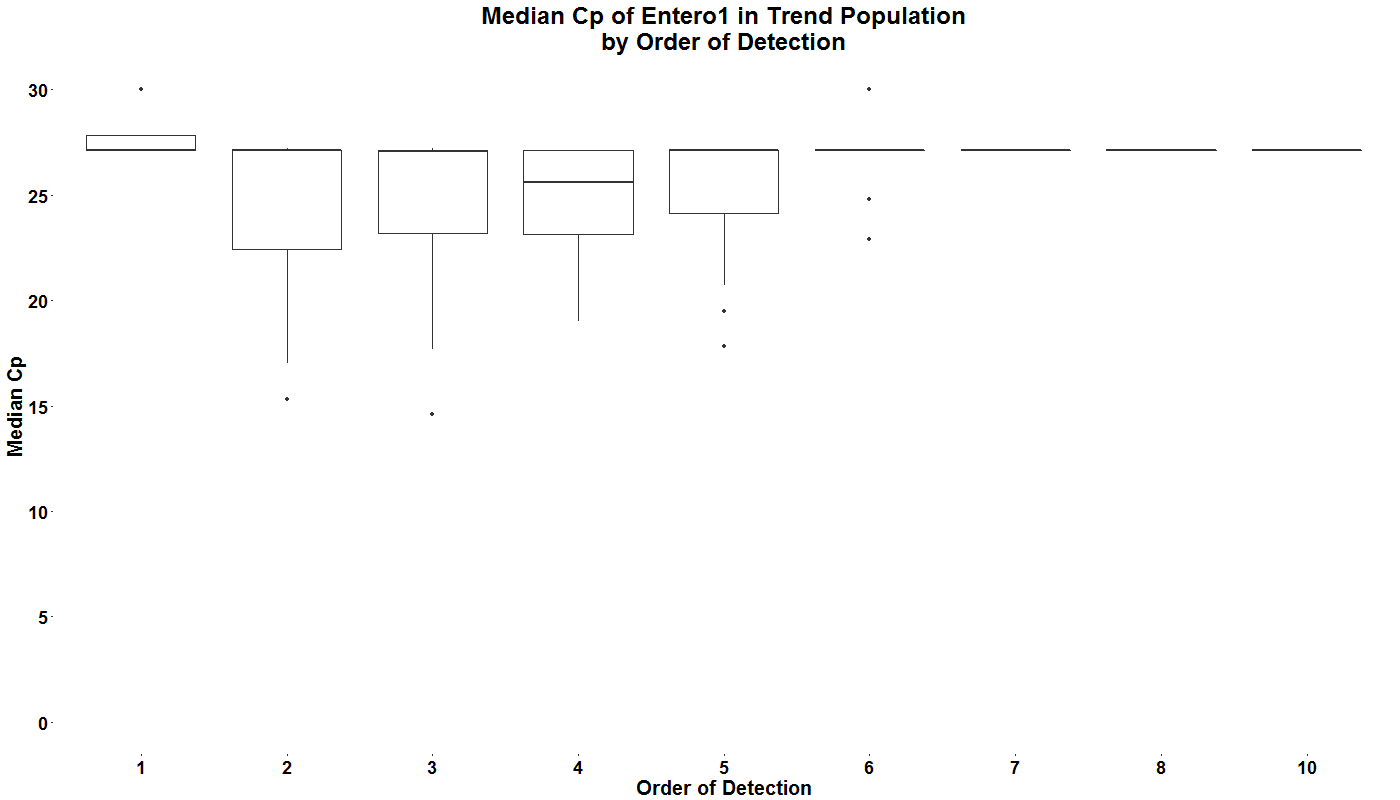 Median Cp of Entero1 in Trend Population
by Order of Detection
Median Cp
30
25
20
15
10
5
0
1 2 3 4 5 6 7 8 10
Order of Detection